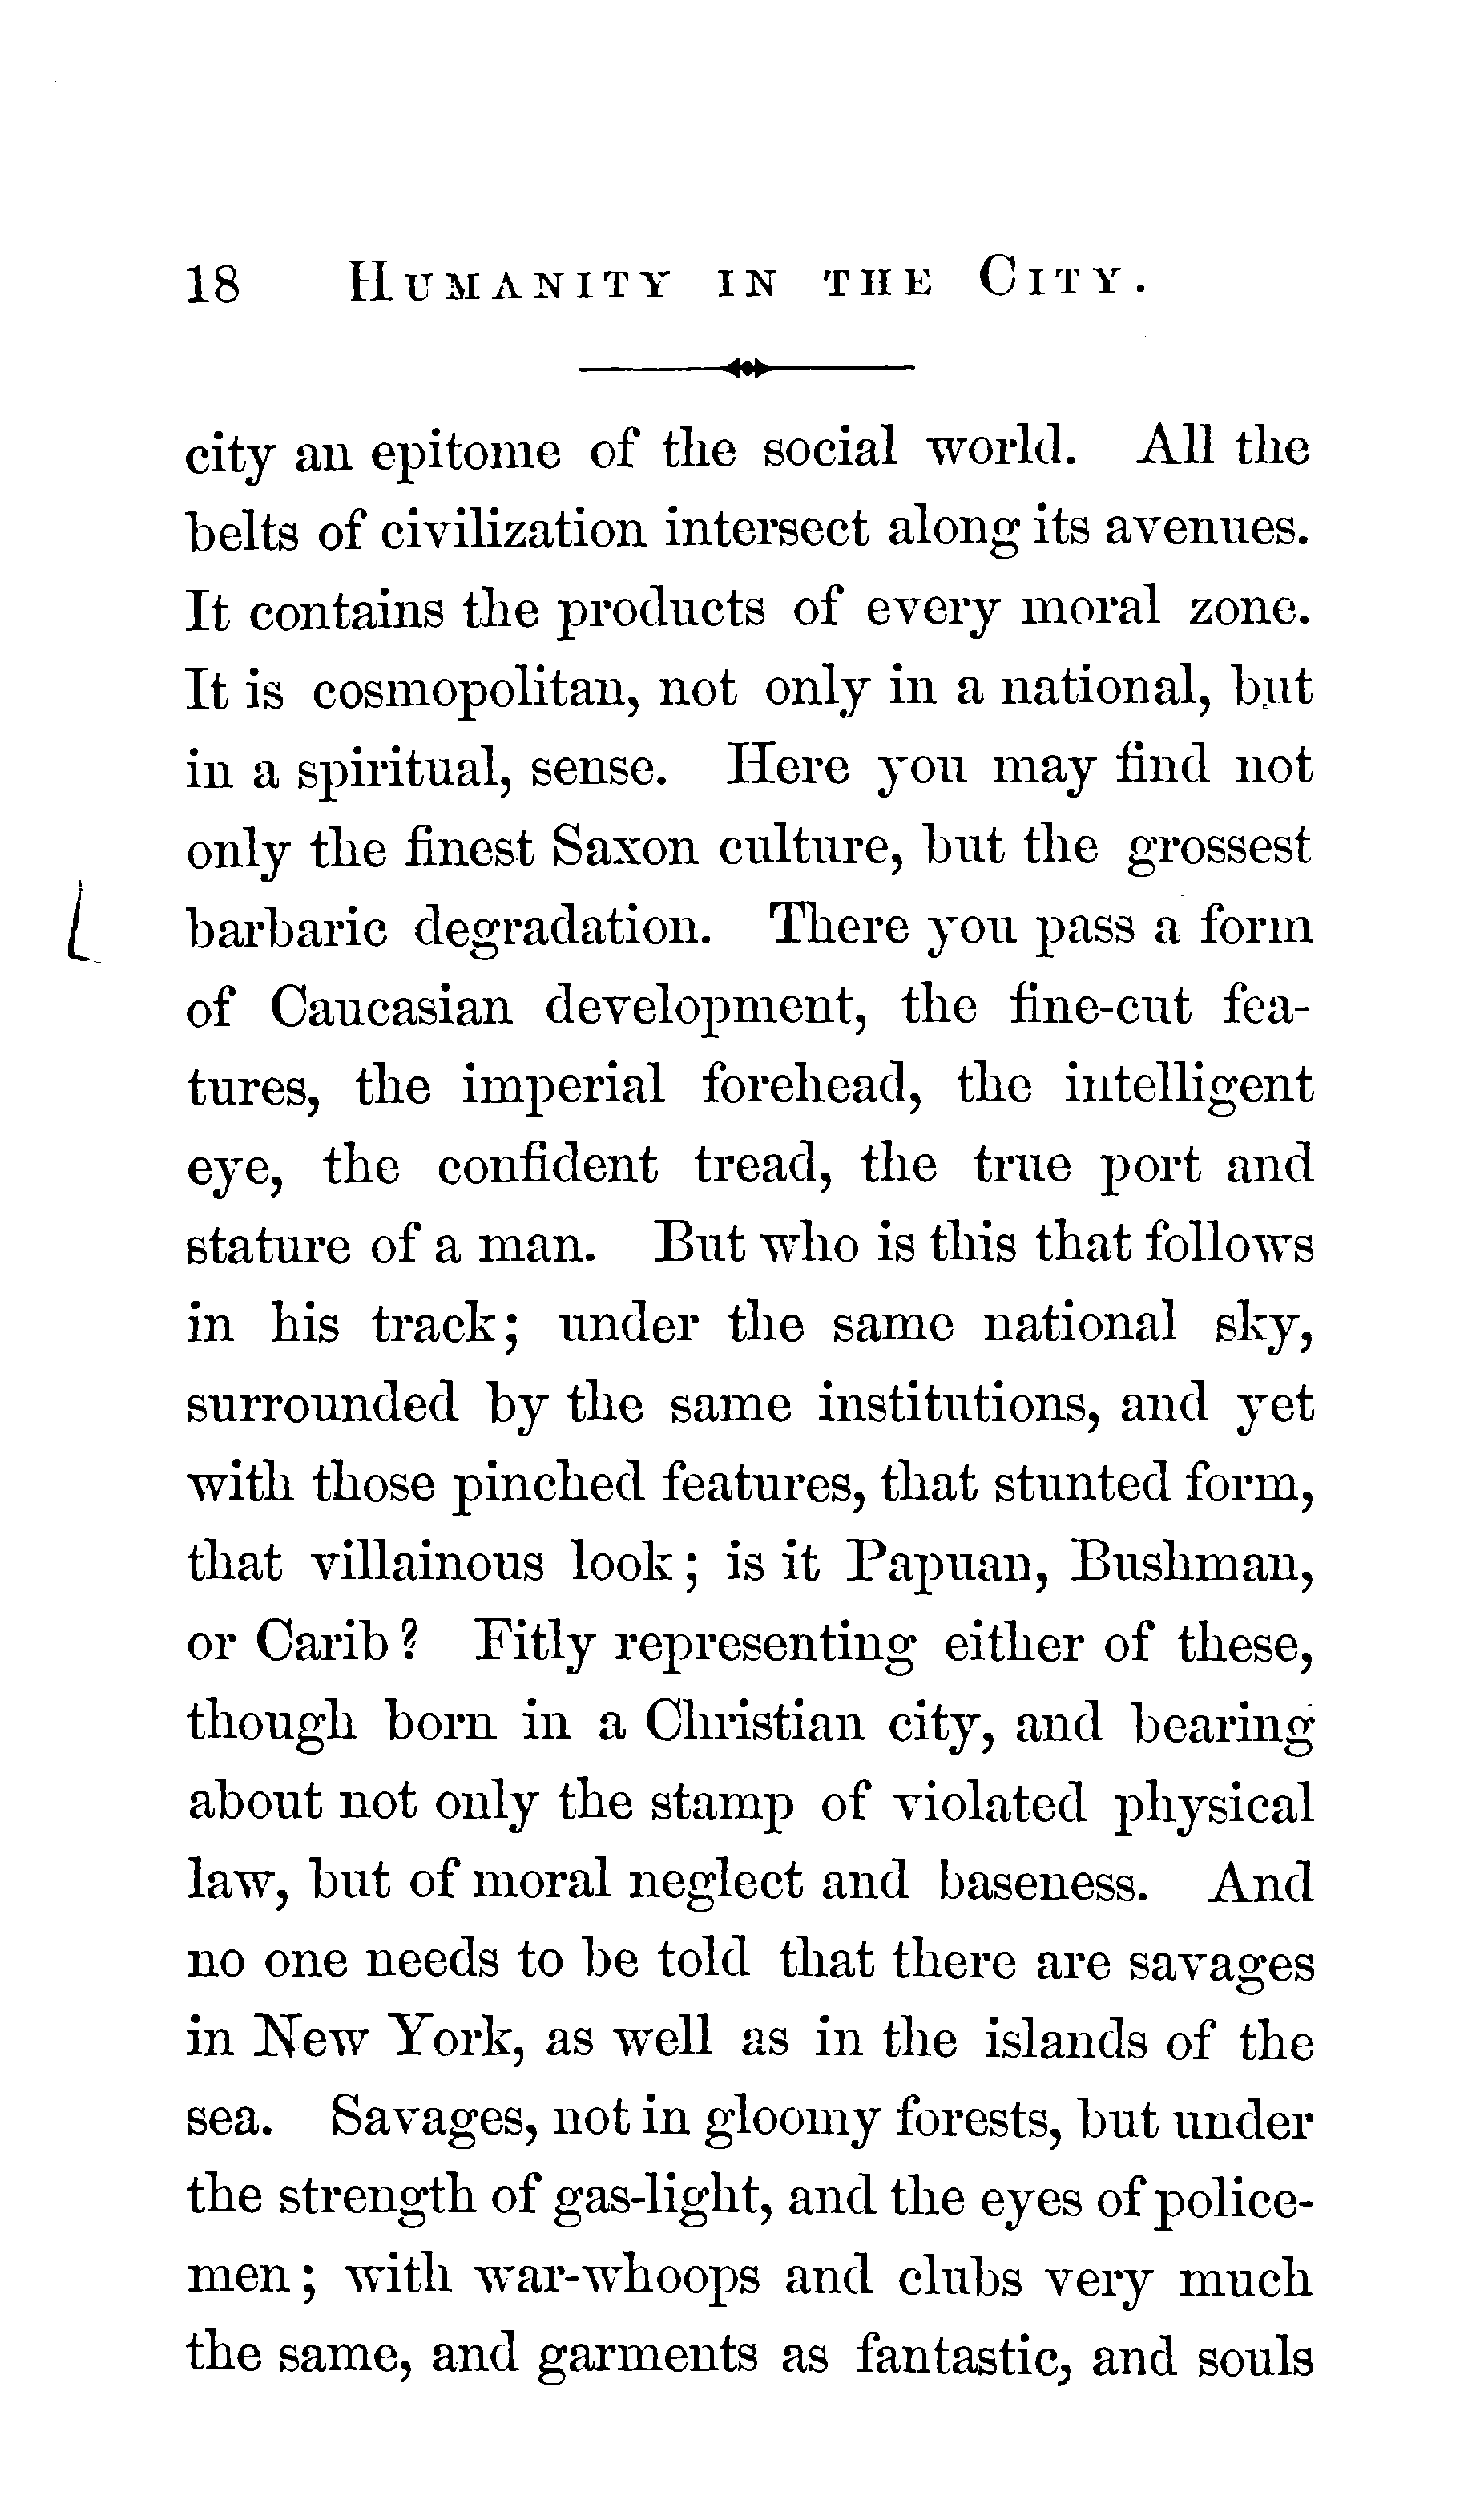 18 HUMANITY IN THE CITY.
city an epitome of the social world. All the
belts of civilization intersect along its avenues.
It contains the products of every moral zone.
It is cosmopolitan, not only in a national, but
in a spiritual, sense. Here you may find not
only the finest Saxon culture, but the grossest
barbaric degradation. There you pass a form
of Caucasian development, the fine-cut fea-
tures, the imperial forehead, the intelligent
eye, the confident tread, the true port and
stature of a man. But who is this that follows
in his track; under the same national sky,
surrounded by the same institutions, and yet
with those pinched features, that stunted form,
that villainous look; is it Papuan, Bushman,
or Carib? Fitly representing either of these,
though born in a Christian city, and bearing
about not only the stamp of violated physical
law, but of moral neglect and baseness. And
no one needs to be told that there are savages
in New York, as well as in the islands of the
sea. Savages, not in gloomy forests, but under
the strength of gas-light, and the eyes of police-
men; with war-whoops and clubs very much
the same, and garments as fantastic, and souls